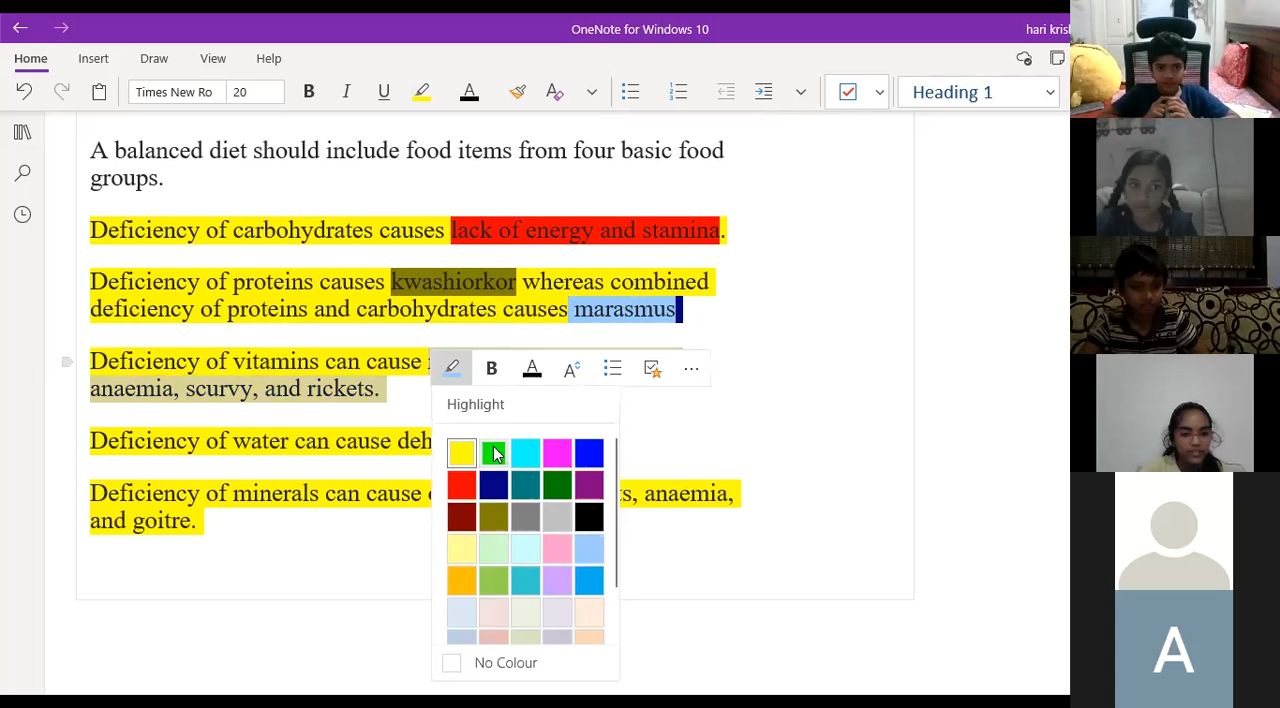 OneNote for Windows 10
hari krish
Home Insert Draw View Help
Times New Ro 20 B I U A A Heading 1
A balanced diet should include food items from four basic food
groups.
Deficiency of carbohydrates causes lack of energy and stamina.
Deficiency of proteins causes kwashiorkor whereas combined
deficiency of proteins and carbohydrates causes marasmus
Deficiency of vitamins can cause
anaemia, scurvy, and rickets.
B A A
Highlight
Deficiency of water can cause deh
Deficiency of minerals can cause ts, anaemia,
and goitre.
No Colour
A